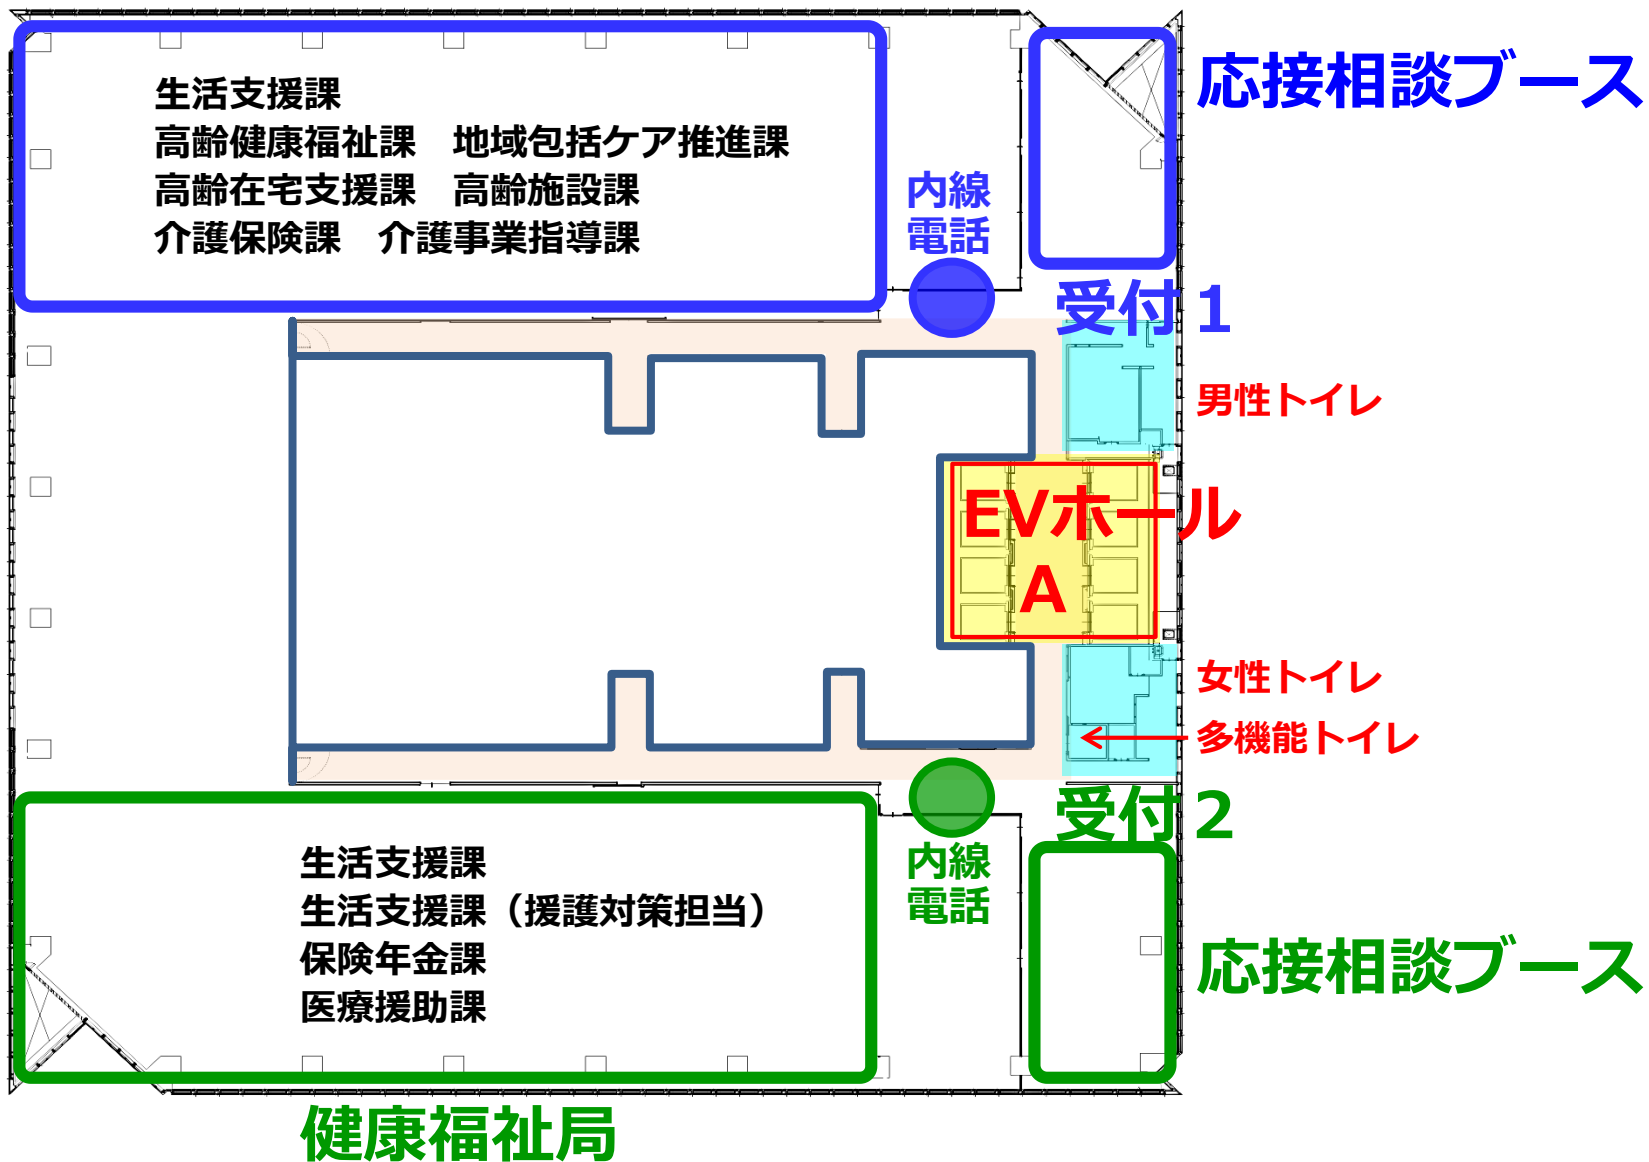 応接相談ブース
生活支援課
高齢健康福祉課　地域包括ケア推進課
高齢在宅支援課　高齢施設課
介護保険課　介護事業指導課
内線
電話
受付１
男性トイレ
EVホール
A
女性トイレ
多機能トイレ
受付２
内線
電話
生活支援課
生活支援課（援護対策担当）
保険年金課
医療援助課
応接相談ブース
健康福祉局